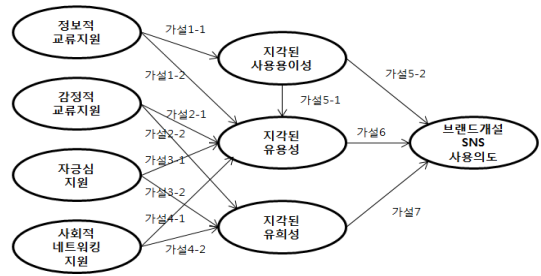 정보적
교류지원
감정적
교류지원
자긍심
지원
사회적
네트워킹
지원
가설1-1
가설1-2
가설2-1
가설2-2
가설3-1
가설3-2
가설4-1
가설4-2
지각된
사용용이성
지각된
유용성
지각된
유희성
가설5-2
가설5-1
가설6
가설7
브랜드개설
SNS
사용의도